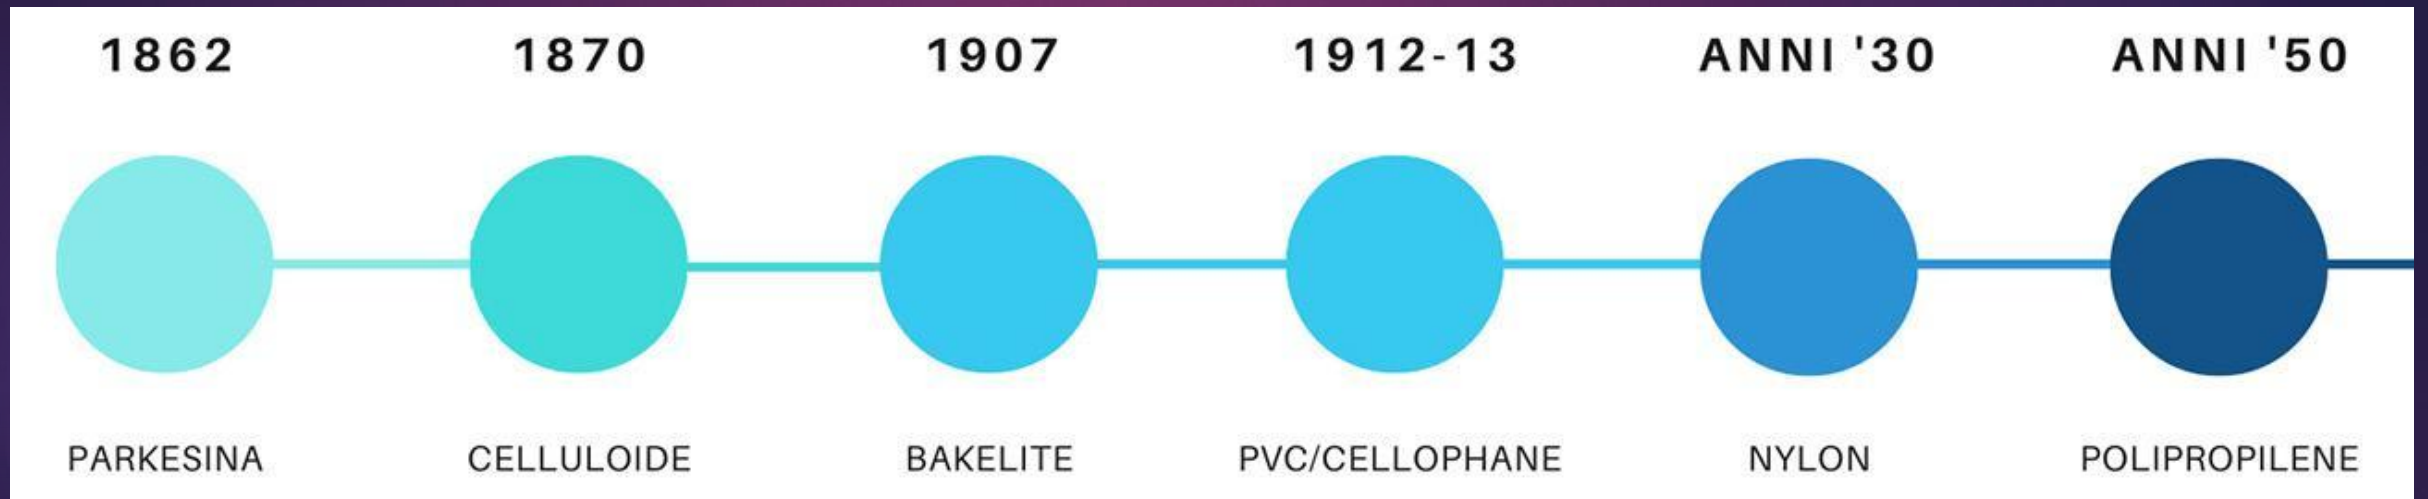 1862 1870 1907 1912-13 ANNI '30 ANNI '50
PARKESINA CELLULOIDE BAKELITE PVC/CELLOPHANE NYLON POLIPROPILENE